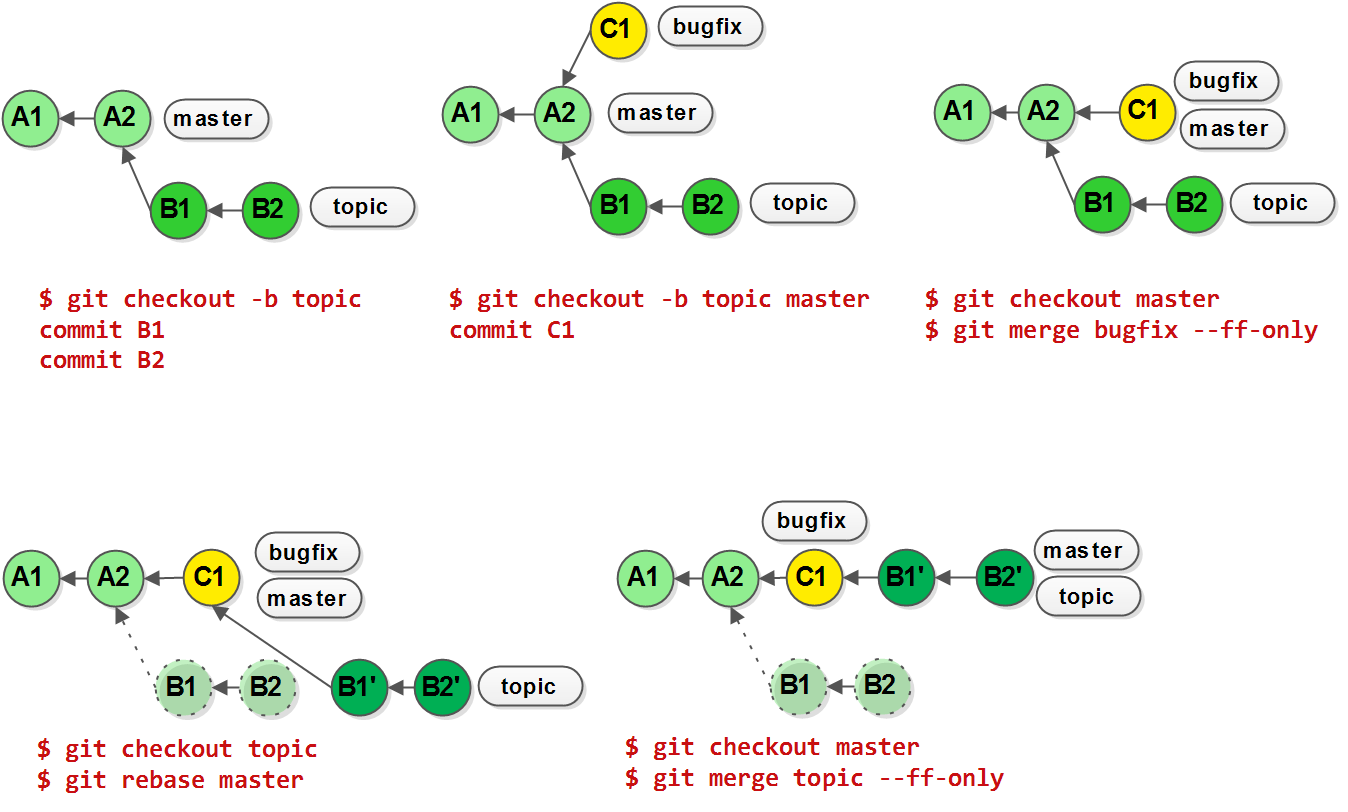 A1 A2 master
B1 B2 topic
$ git checkout -b topic
commit B1
commit B2
C1 bugfix
A1 A2 master
B1 B2 topic
$ git checkout -b topic master
commit C1
bugfix
A1 A2 C1
master
B1 B2 topic
$ git checkout master
$ git merge bugfix --ff-only
bugfix
A1 A2 C1
master
B1 B2 B1' B2' topic
$ git checkout topic
$ git rebase master
bugfix
master
A1 A2 C1 B1' B2'
topic
B1 B2
$ git checkout master
$ git merge topic --ff-only